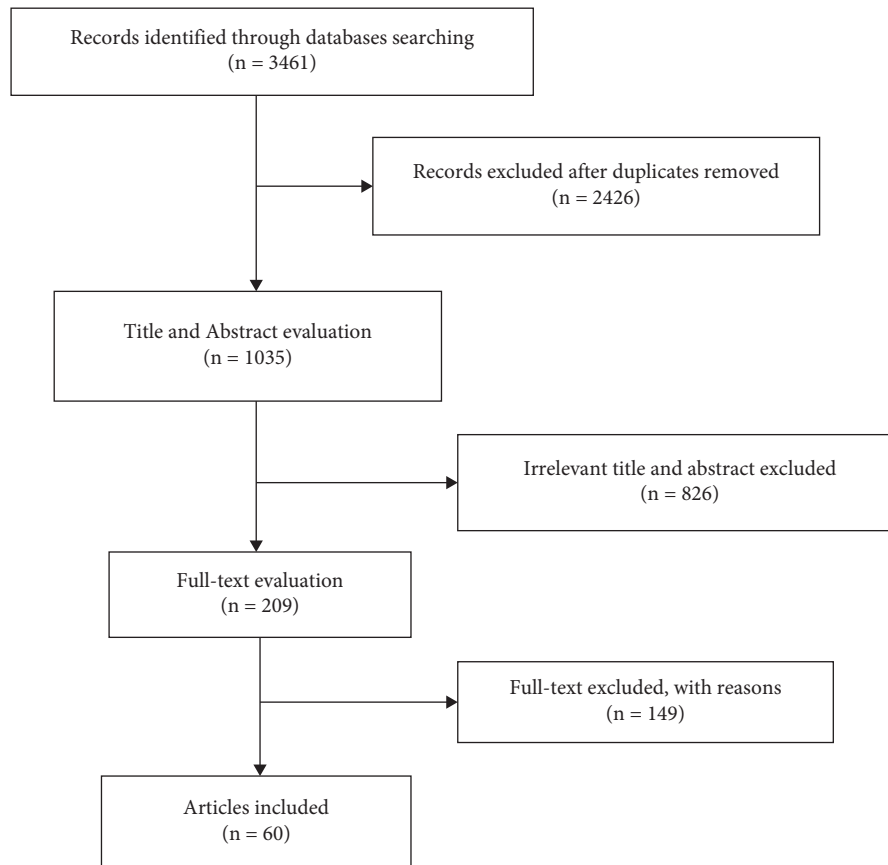 Records identified through databases searching
(n = 3461)
Records excluded after duplicates removed
(n = 2426)
Title and Abstract evaluation
(n = 1035)
Irrelevant title and abstract excluded
(n = 826)
Full-text evaluation
(n = 209)
Full-text excluded, with reasons
(n = 149)
Articles included
(n = 60)